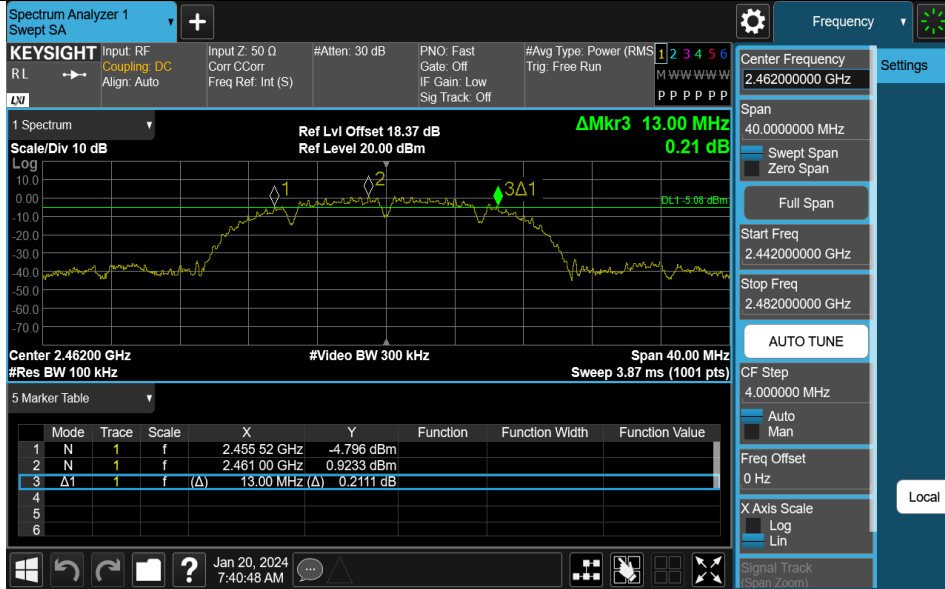 Spectrum Analyzer 1
Swept SA
+
Frequency
KEYSIGHT
R L
LXI
Input: RF
Coupling: DC
Align: Auto
Input Z: 50 Ω
Corr CCorr
Freq Ref: Int (S)
#Atten: 30 dB
PNO: Fast
Gate: Off
IF Gain: Low
Sig Track: Off
#Avg Type: Power (RMS
Trig: Free Run
1 2 3 4 5 6
M W W W W W
P P P P P P
1 Spectrum
Scale/Div 10 dB
Ref Lvl Offset 18.37 dB
Ref Level 20.00 dBm
ΔMkr3 13.00 MHz
0.21 dB
Log
10.0
0.00
-10.0
-20.0
-30.0
-40.0
-50.0
-60.0
-70.0
1
2
3Δ1
DL1 -5.08 dBm
Center 2.46200 GHz
#Res BW 100 kHz
#Video BW 300 kHz
Span 40.00 MHz
Sweep 3.87 ms (1001 pts)
5 Marker Table
Mode Trace Scale X Y Function Function Width Function Value
1 N 1 f 2.455 52 GHz -4.796 dBm
2 N 1 f 2.461 00 GHz 0.9233 dBm
3 Δ1 1 f (Δ) 13.00 MHz (Δ) 0.2111 dB
4
5
6
?
Jan 20, 2024
7:40:48 AM
Center Frequency
2.462000000 GHz
Span
40.0000000 MHz
Swept Span
Zero Span
Full Span
Start Freq
2.442000000 GHz
Stop Freq
2.482000000 GHz
AUTO TUNE
CF Step
4.000000 MHz
Auto
Man
Freq Offset
0 Hz
X Axis Scale
Log
Lin
Signal Track
(Span Zoom)
Settings
Local